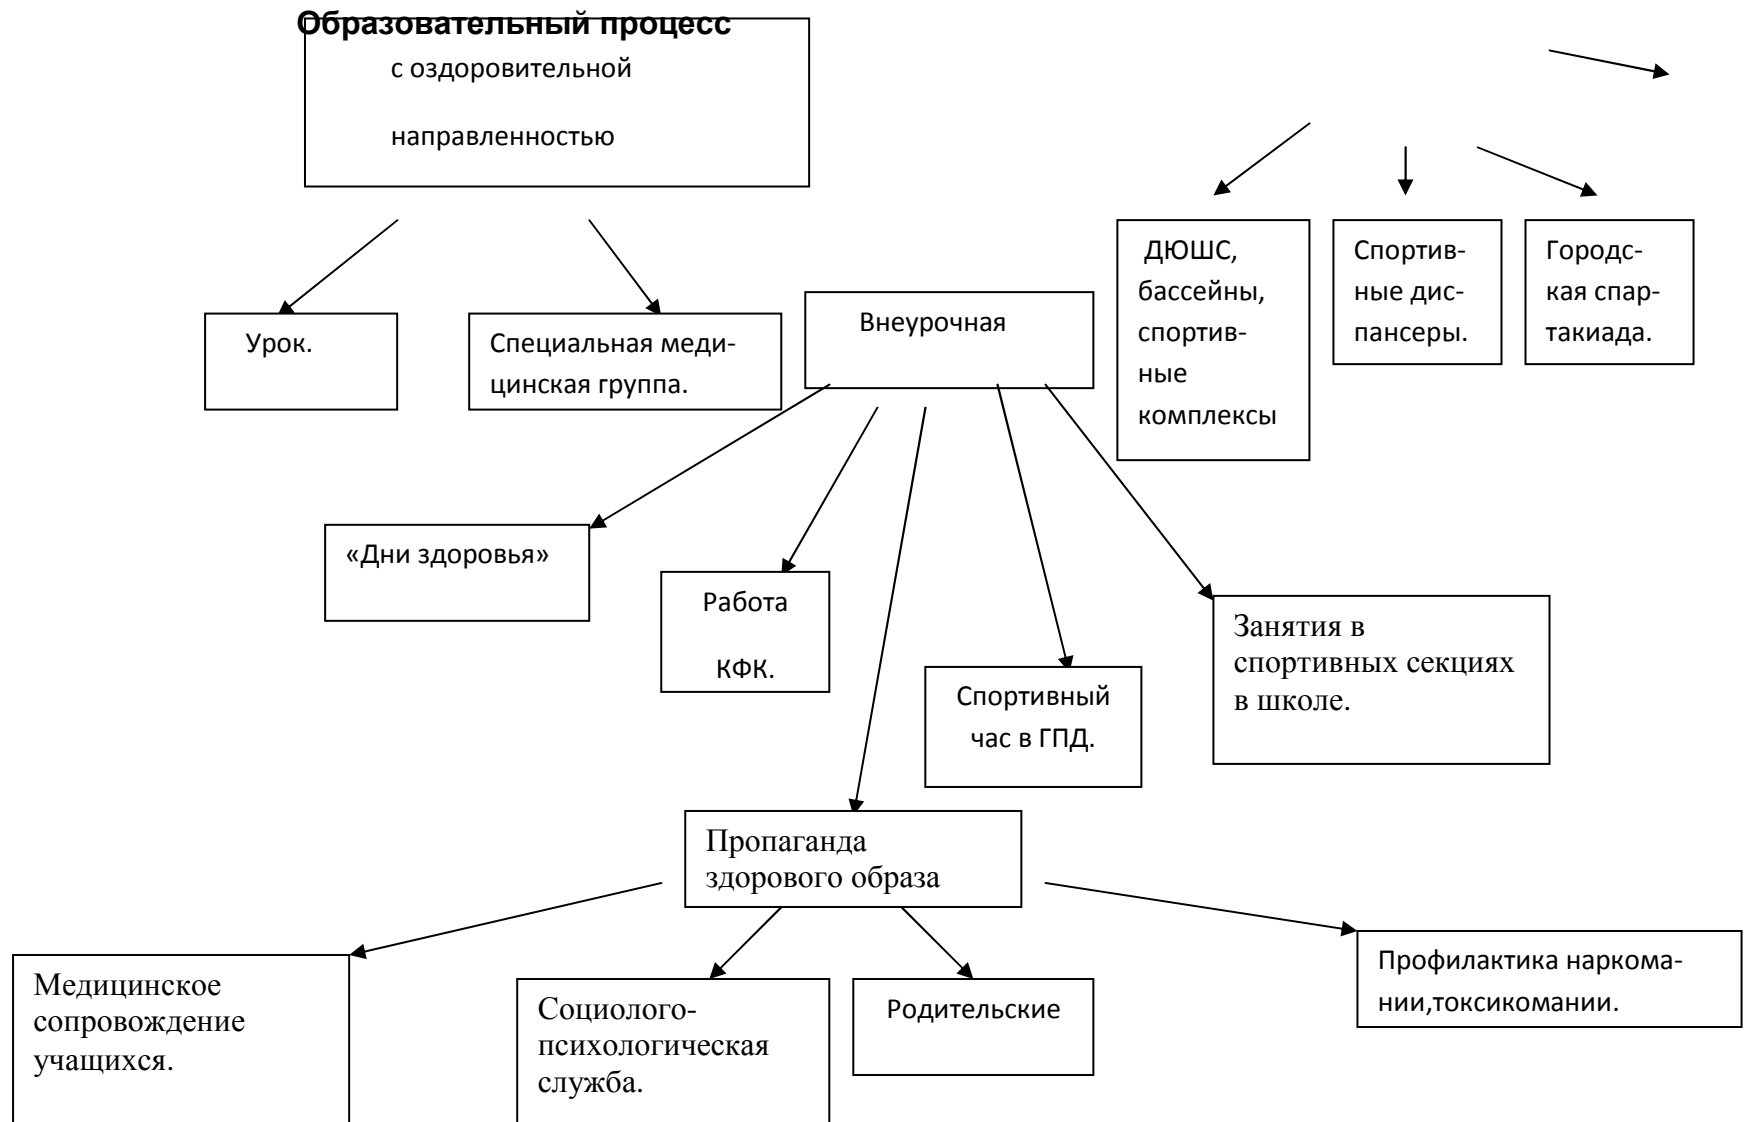 Образовательный процесс
с оздоровительной
направленностью
Урок.
Специальная меди-
цинская группа.
Внеурочная
ДЮШС,
бассейны,
спортив-
ные
комплексы
Спортив-
ные дис-
пансеры.
Городс-
кая спар-
такиада.
«Дни здоровья»
Работа
КФК.
Спортивный
час в ГПД.
Занятия в
спортивных секциях
в школе.
Пропаганда
здорового образа
Медицинское
сопровождение
учащихся.
Социолого-
психологическая
служба.
Родительские
Профилактика наркома-
нии,токсикомании.